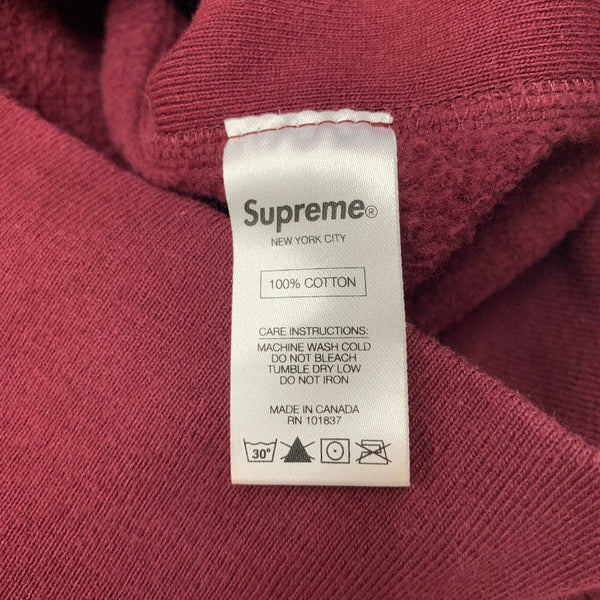 Supreme®
NEW YORK CITY
100% COTTON
CARE INSTRUCTIONS:
MACHINE WASH COLD
DO NOT BLEACH
TUMBLE DRY LOW
DO NOT IRON
MADE IN CANADA
RN 101837
30°